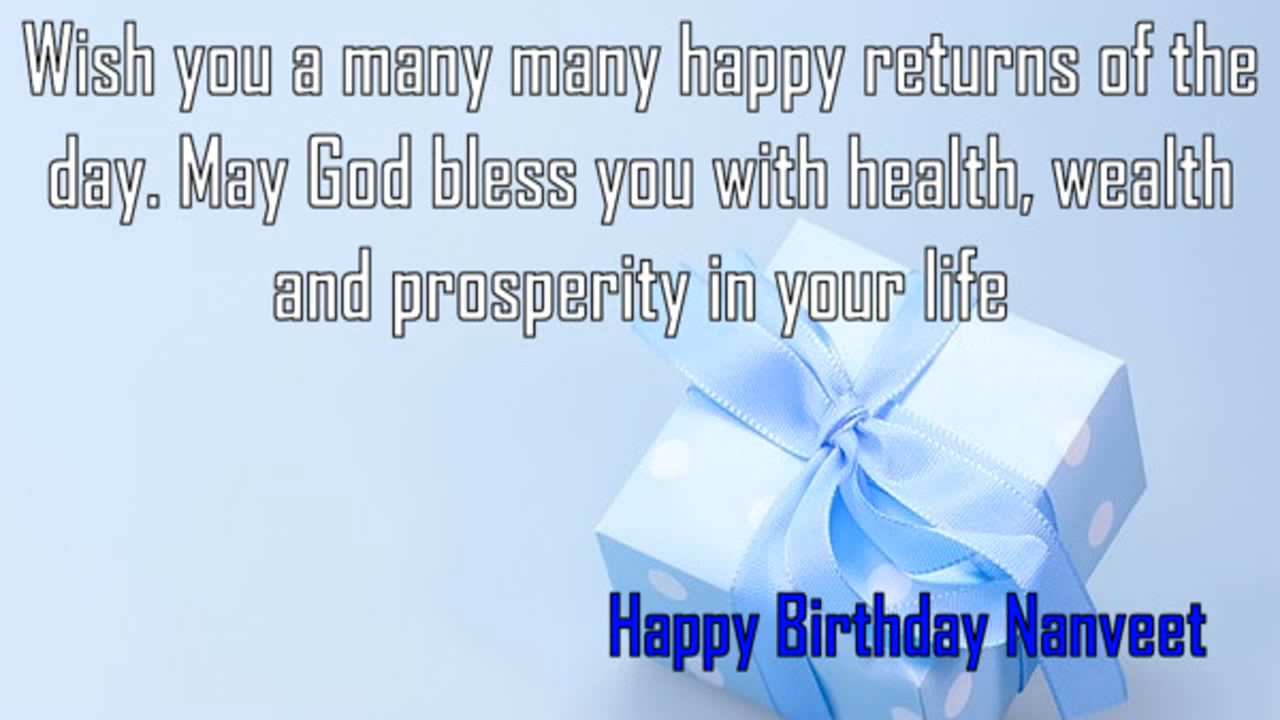 Wish you a many many happy returns of the
day. May God bless you with health, wealth
and prosperity in your life
Happy Birthday Nanveet